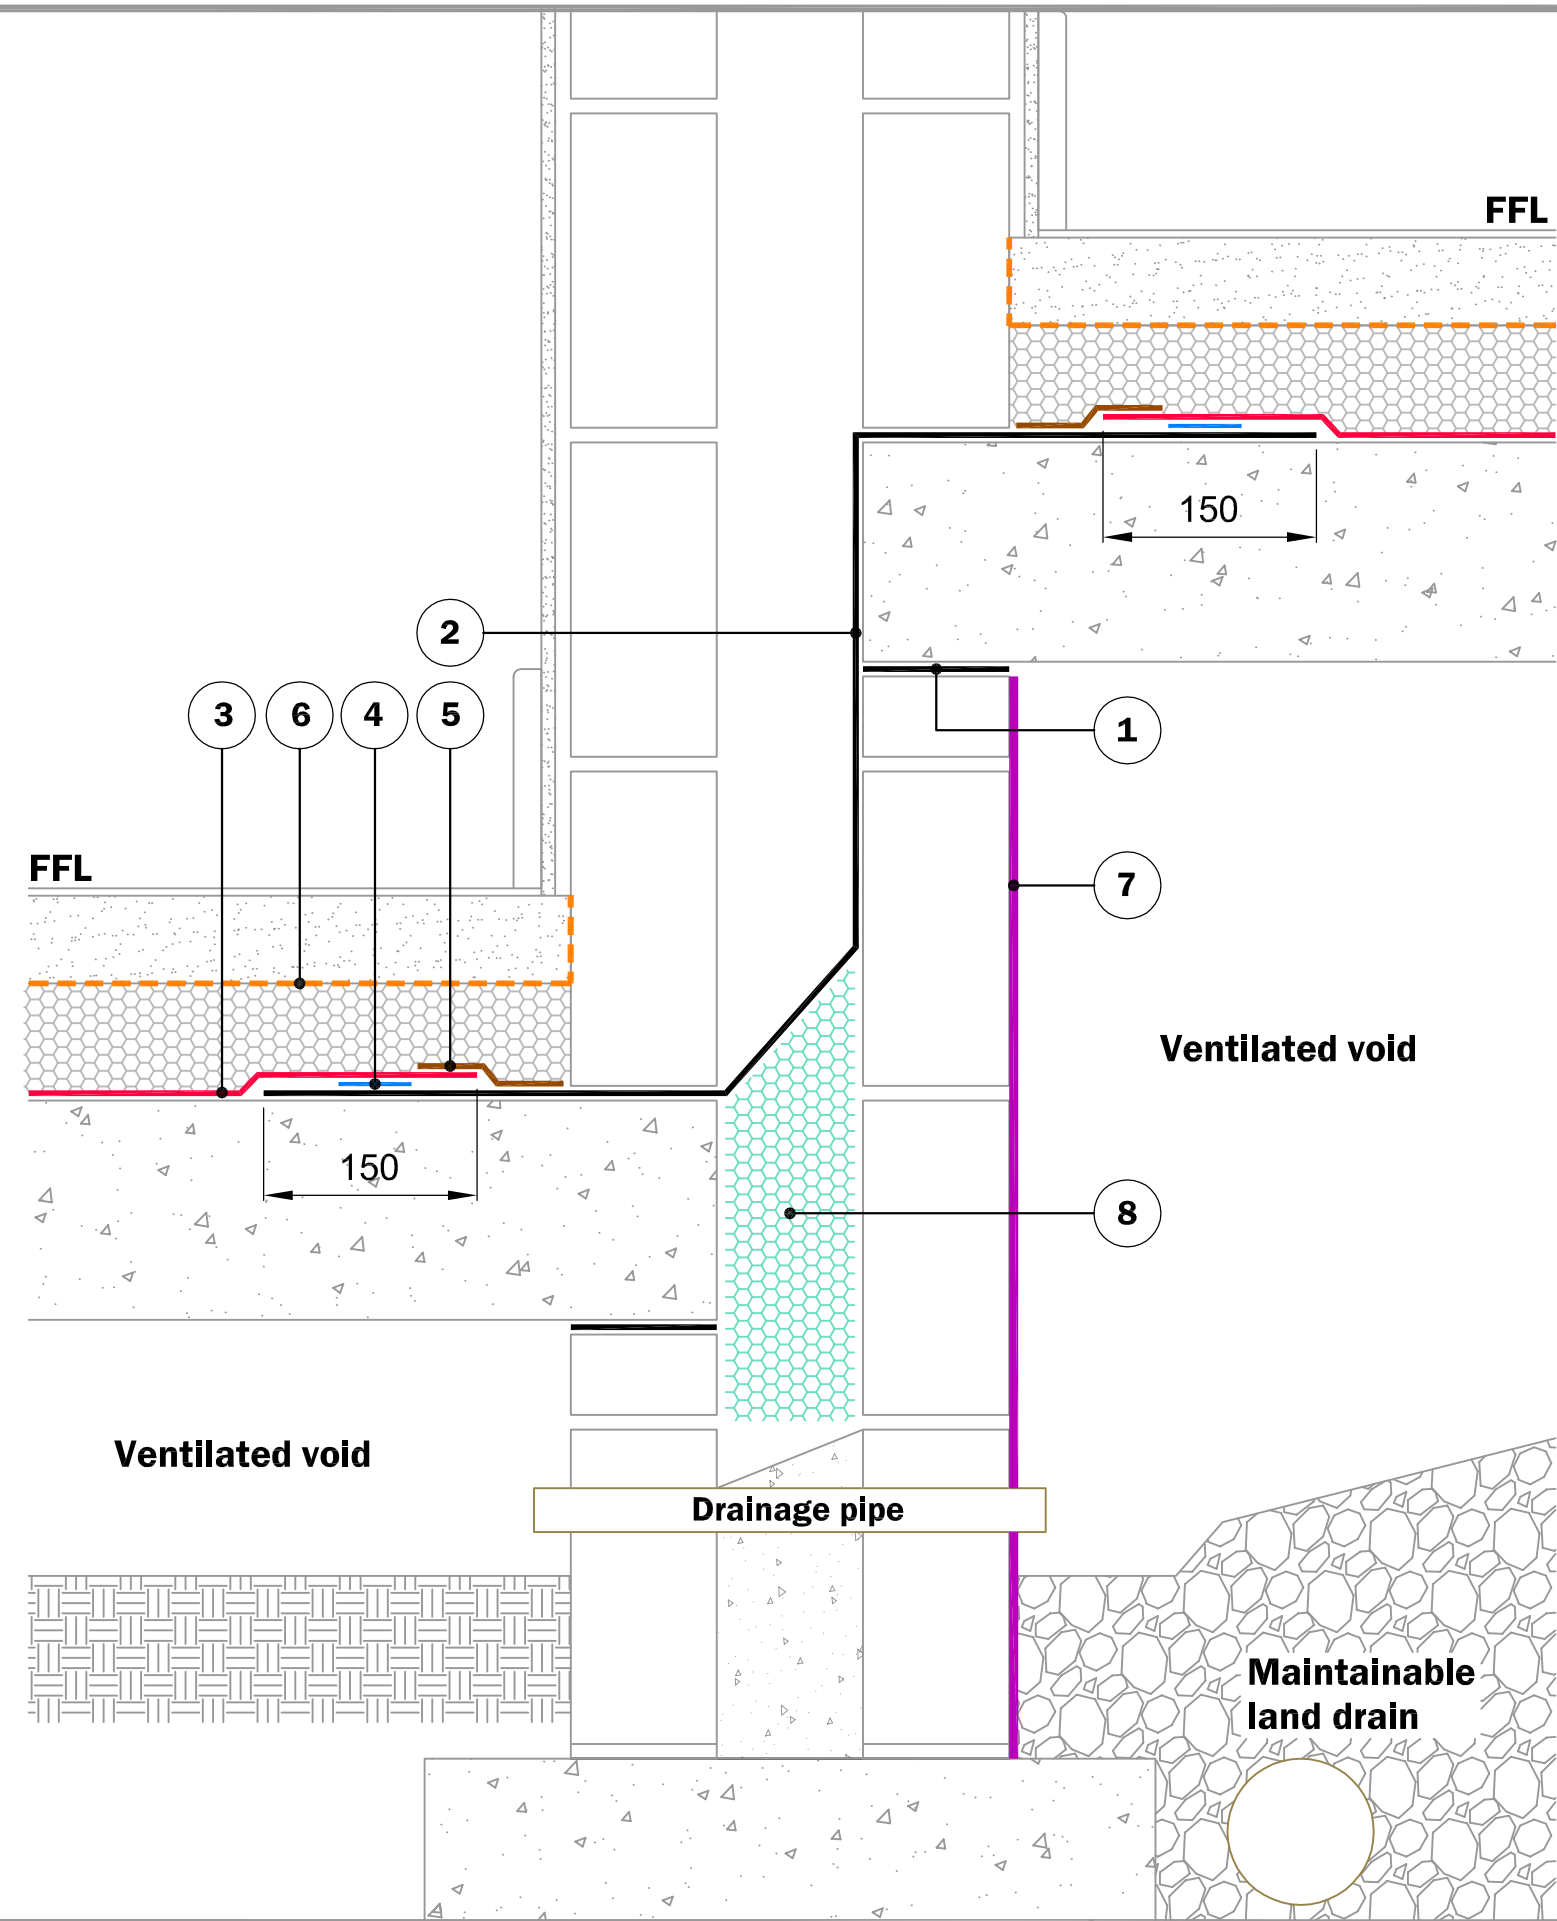 FFL
150
2
3
6
4
5
1
FFL
7
Ventilated void
150
8
Ventilated void
Drainage pipe
Maintainable
land drain